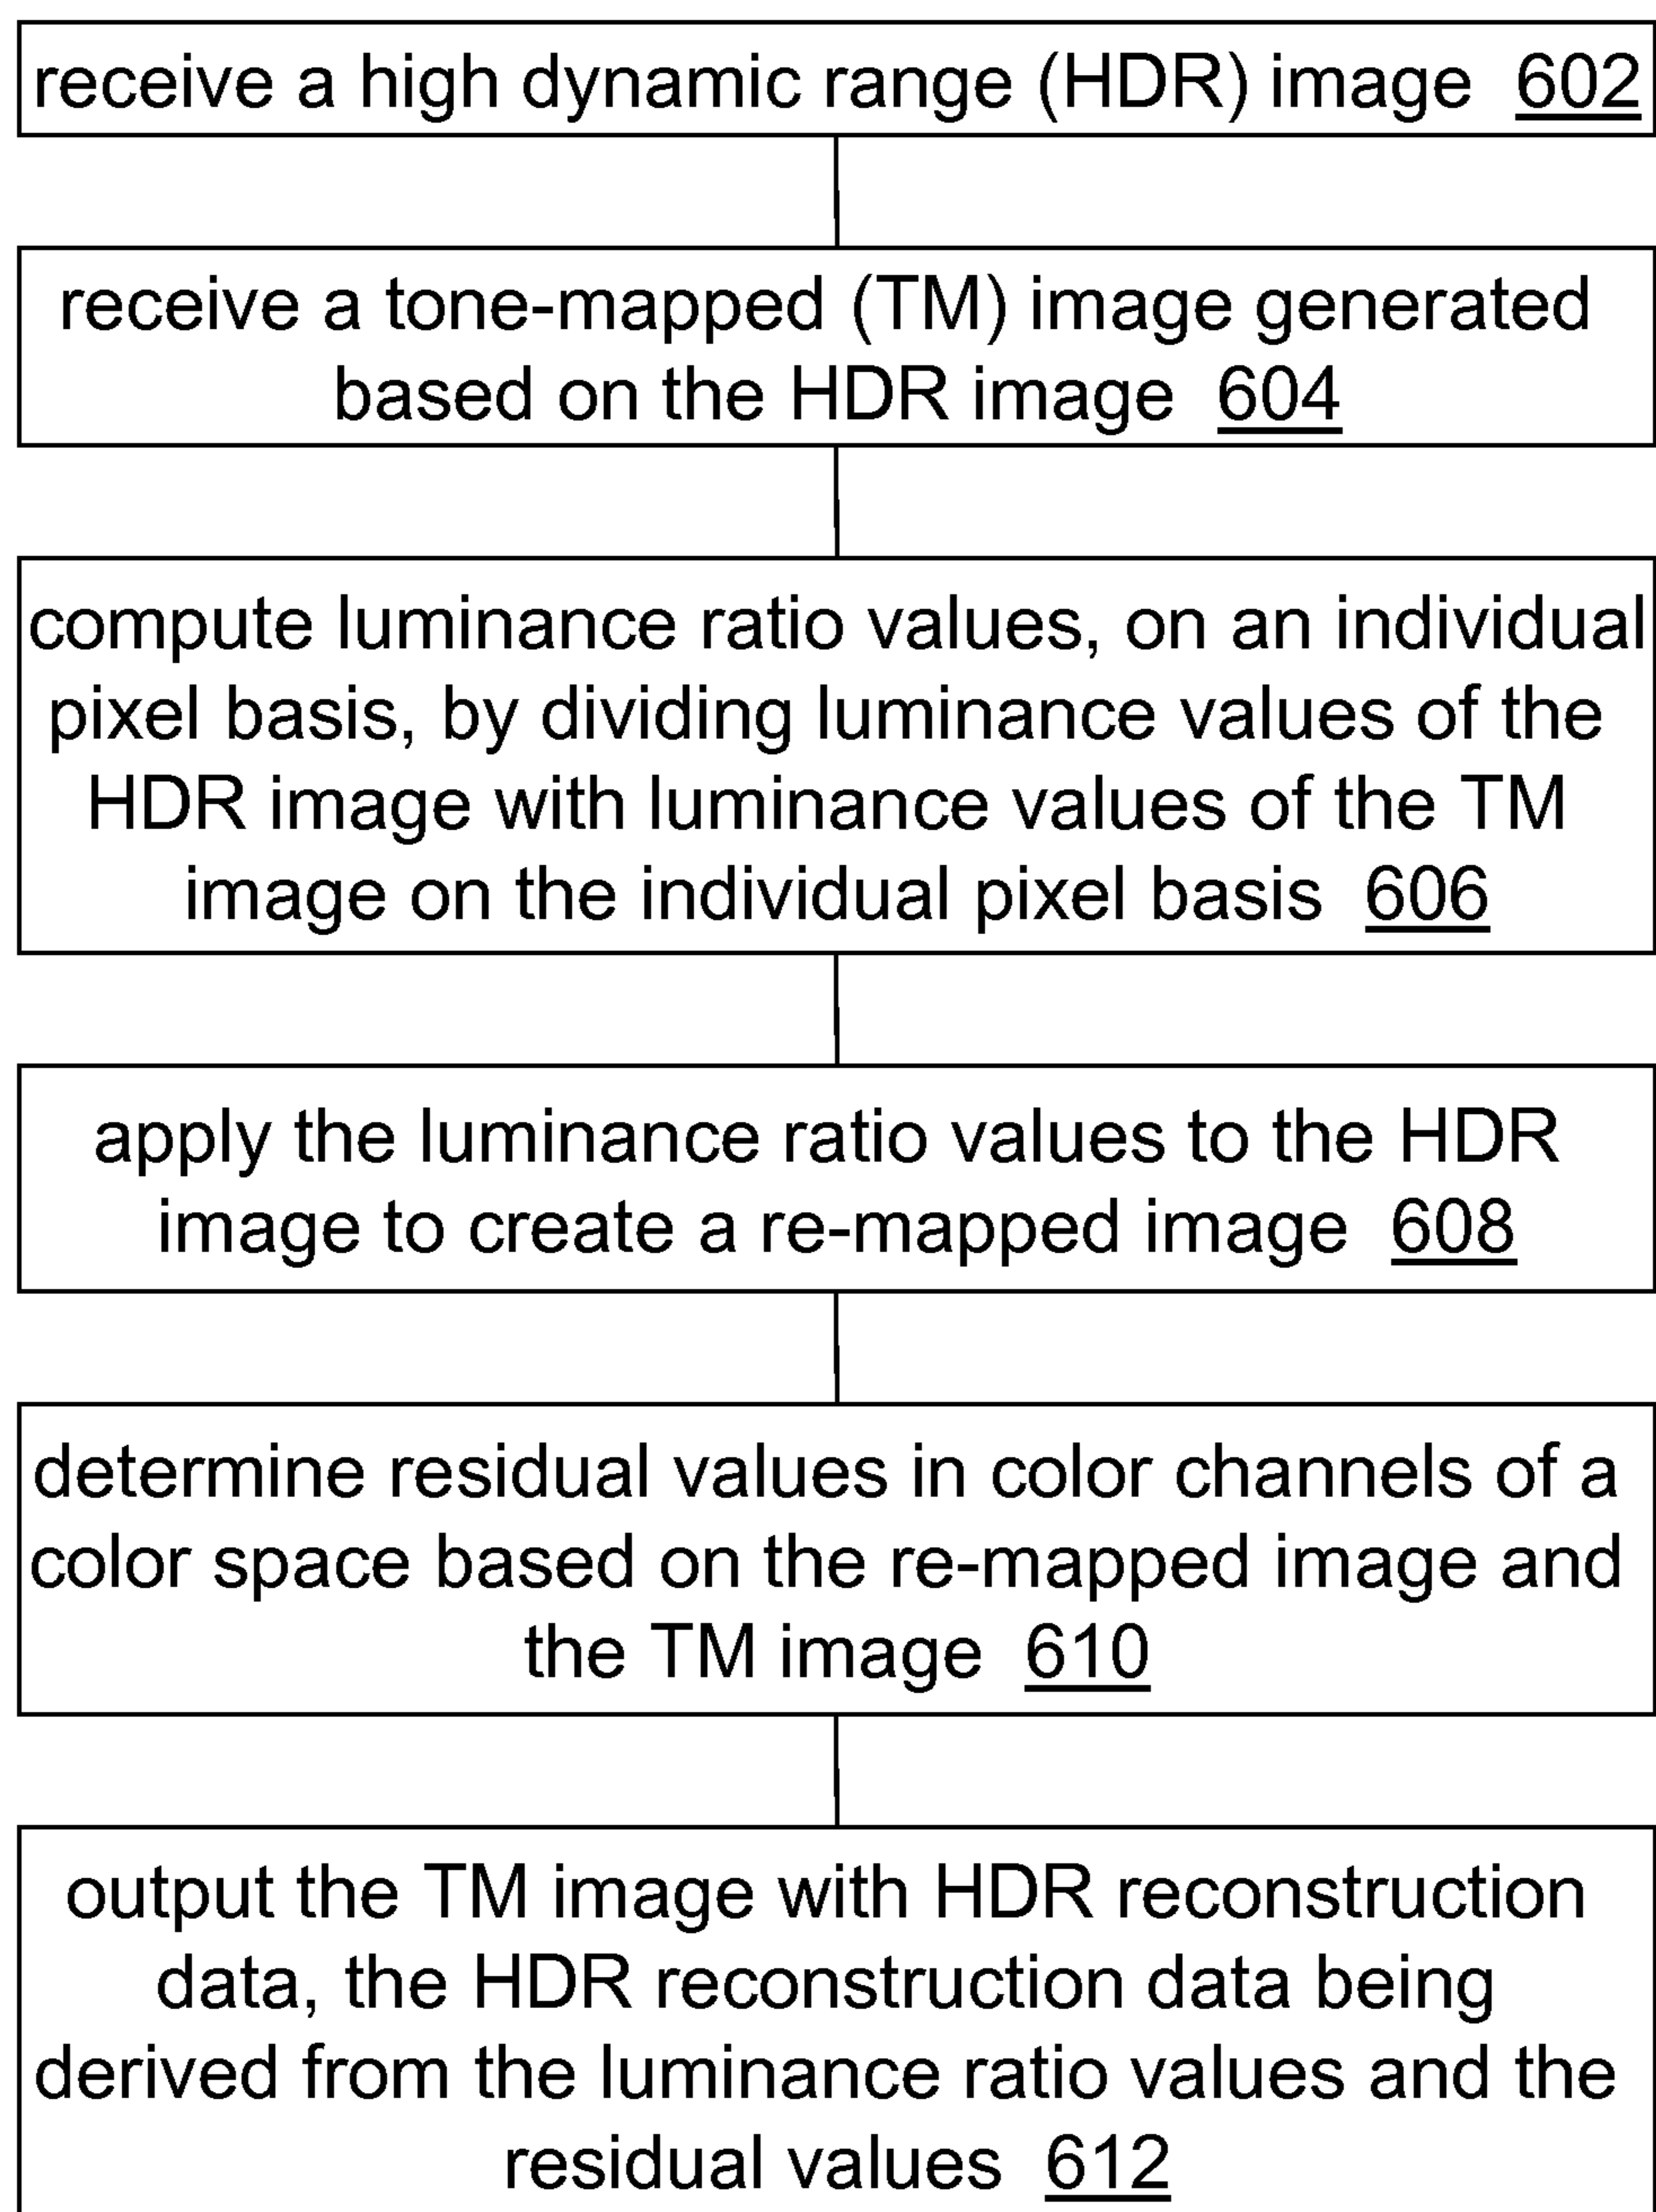 receive a high dynamic range (HDR) image 602
receive a tone-mapped (TM) image generated
based on the HDR image 604
compute luminance ratio values, on an individual
pixel basis, by dividing luminance values of the
HDR image with luminance values of the TM
image on the individual pixel basis 606
apply the luminance ratio values to the HDR
image to create a re-mapped image 608
determine residual values in color channels of a
color space based on the re-mapped image and
the TM image 610
output the TM image with HDR reconstruction
data, the HDR reconstruction data being
derived from the luminance ratio values and the
residual values 612